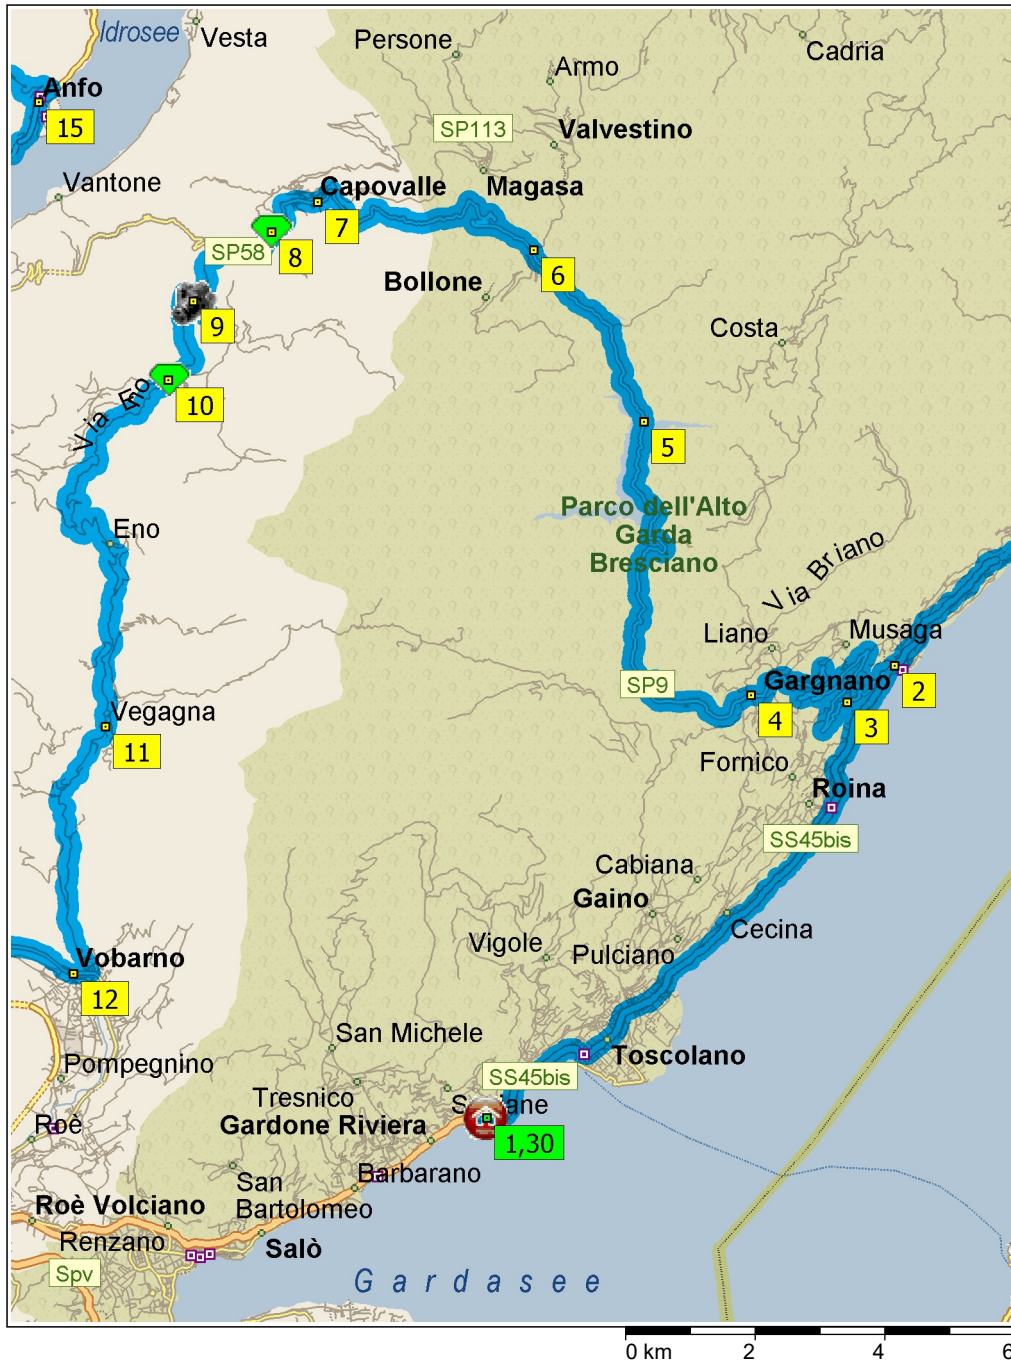 Idrosee
Vesta
Persone
Cadria
Armo
Anfo
15
SP113
Valvestino
Vantone
Capovalle
Magasa
7
8
SP58
6
Bollone
9
Costa
Via Eno
10
5
Parco dell'Alto
Garda
Bresciano
Eno
Via Briano
Liano
Musaga
SP9
Gargnano
2
4
3
Vegagna
11
Fornico
Roina
SS45bis
Cabiana
Gaino
Cecina
Vigole
Pulciano
Vobarno
12
San Michele
Toscolano
Pompegnino
SS45bis
Tresnico
Gardone Riviera
1,30
Roè
Barbarano
San
Bartolomeo
Roè Volciano
Renzano
Salò
Spv
Gardasee
0 km 2 4 6